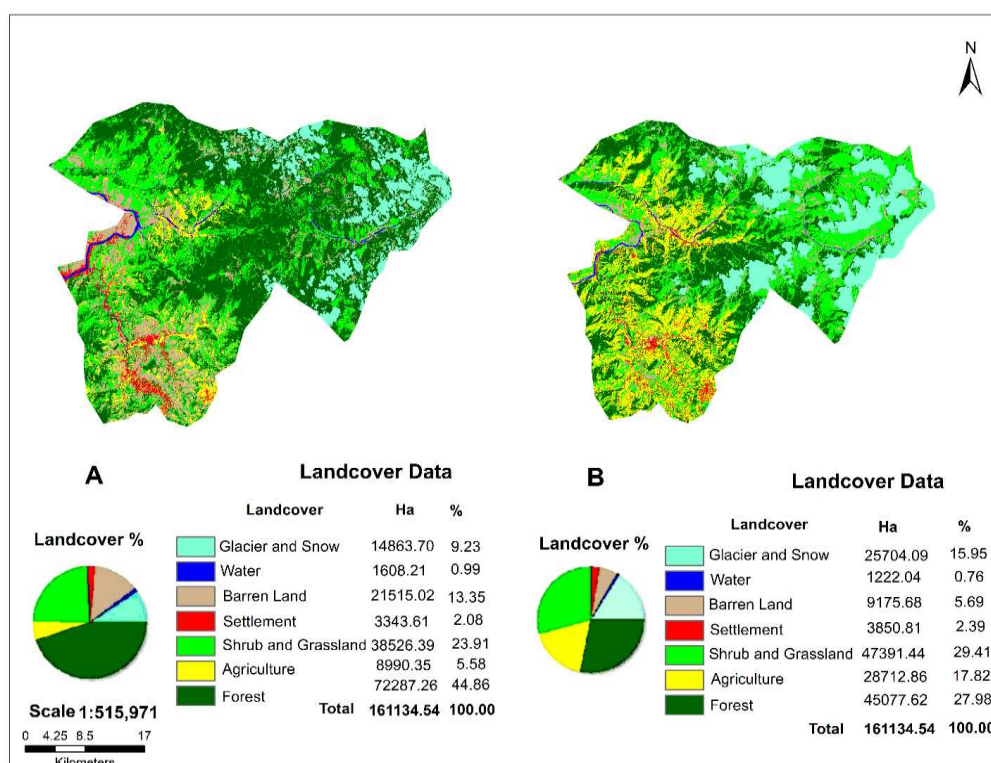 N
A
Landcover Data
Landcover Ha %
Landcover %
Glacier and Snow 14863.70 9.23
Water 1608.21 0.99
Barren Land 21515.02 13.35
Settlement 3343.61 2.08
Shrub and Grassland 38526.39 23.91
Agriculture 8990.35 5.58
Forest 72287.26 44.86
Total 161134.54 100.00
Scale 1:515,971
0 4.25 8.5 17
Kilometers
B
Landcover Data
Landcover Ha %
Landcover %
Glacier and Snow 25704.09 15.95
Water 1222.04 0.76
Barren Land 9175.68 5.69
Settlement 3850.81 2.39
Shrub and Grassland 47391.44 29.41
Agriculture 28712.86 17.82
Forest 45077.62 27.98
Total 161134.54 100.00